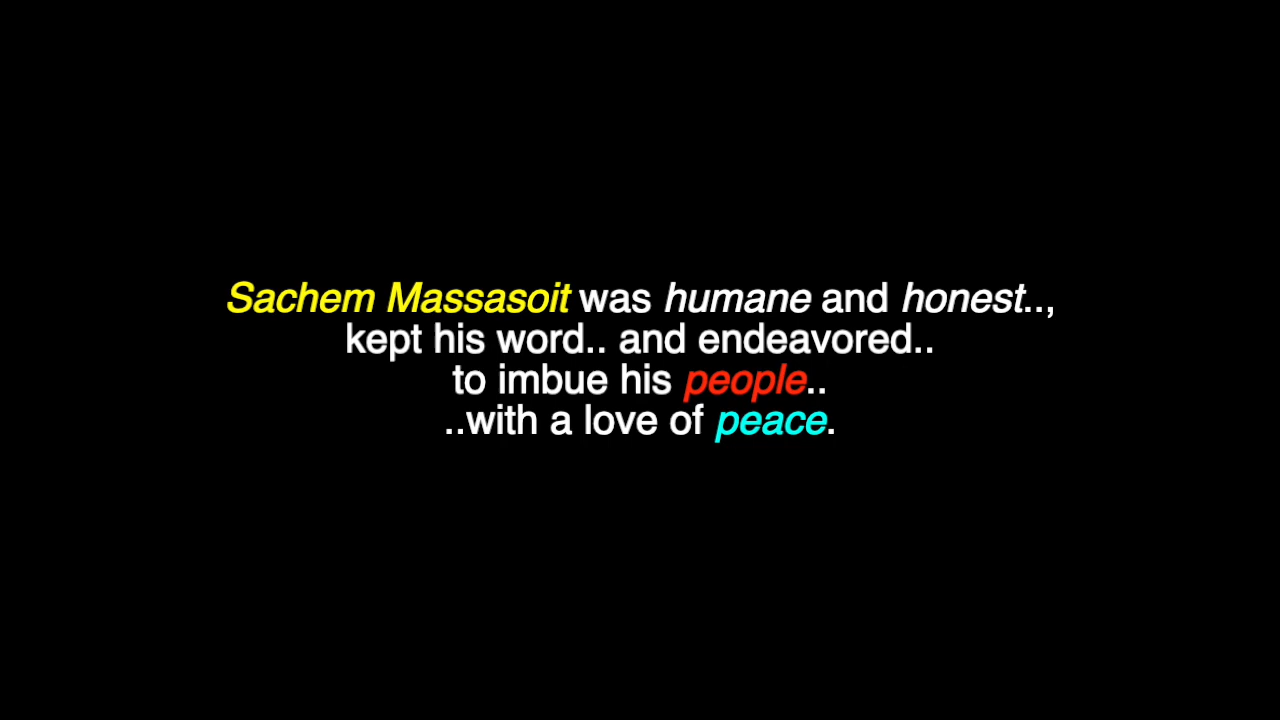 Sachem Massasoit was humane and honest..,
kept his word.. and endeavored..
to imbue his people..
..with a love of peace.